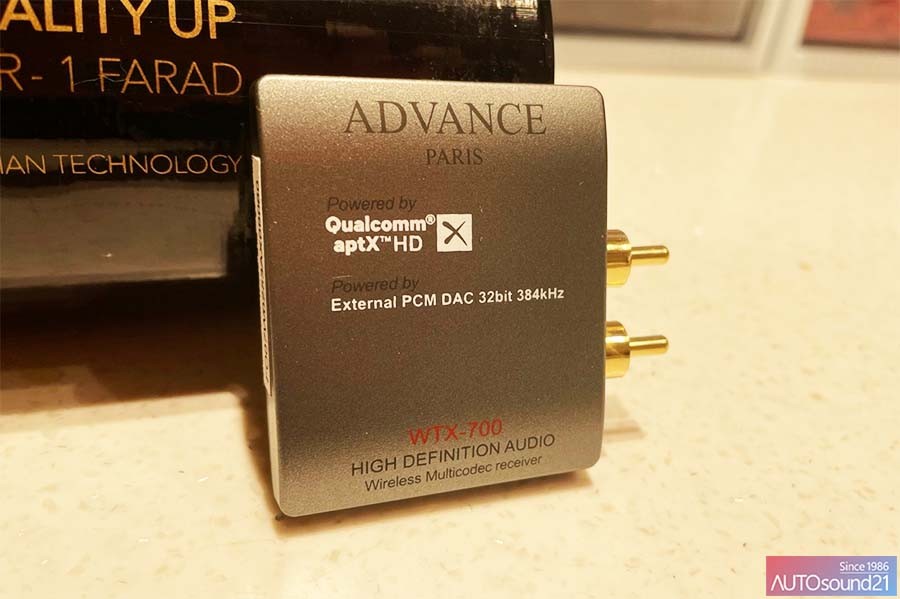 ALITY UP
R-1 FARAD
IAN TECHNOLOGY
ADVANCE
PARIS
Powered by
Qualcomm®
aptX™ HD
Powered by
External PCM DAC 32bit 384kHz
WTX-700
HIGH DEFINITION AUDIO
Wireless Multicodec receiver
Since 1986
AUTOsound21